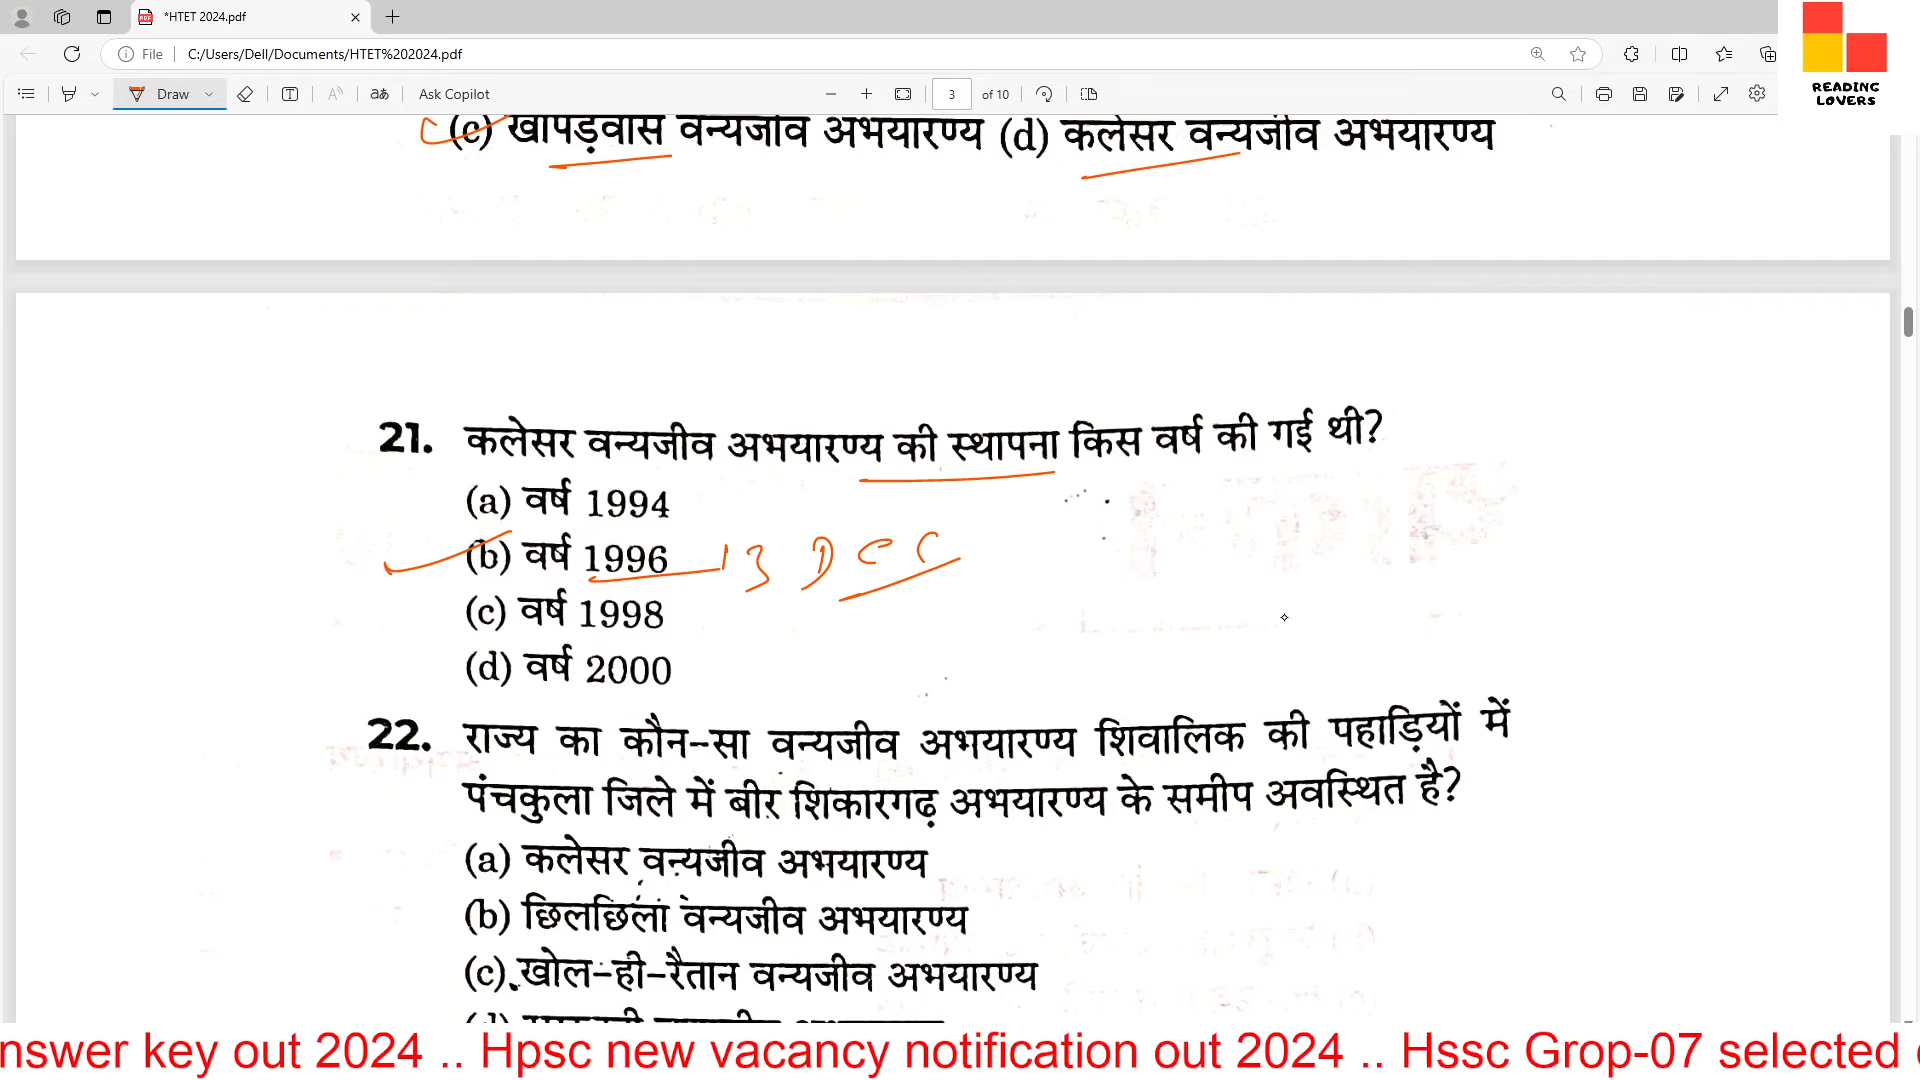 *HTET 2024.pdf
File
C:/Users/Dell/Documents/HTET%202024.pdf
READING
LOVERS
Draw
Ask Copilot
3 of 10
(c) खापड़वास वन्यजीव अभयारण्य (d) कलेसर वन्यजीव अभयारण्य
21. कलेसर वन्यजीव अभयारण्य की स्थापना किस वर्ष की गई थी?
(a) वर्ष 1994
(b) वर्ष 1996 13 DEC
(c) वर्ष 1998
(d) वर्ष 2000
22. राज्य का कौन-सा वन्यजीव अभयारण्य शिवालिक की पहाड़ियों में
पंचकुला जिले में बीर शिकारगढ़ अभयारण्य के समीप अवस्थित है?
(a) कलेसर वन्यजीव अभयारण्य
(b) छिलछिला वन्यजीव अभयारण्य
(c) खोल-ही-रैतान वन्यजीव अभयारण्य
nswer key out 2024 .. Hpsc new vacancy notification out 2024 .. Hssc Grop-07 selected